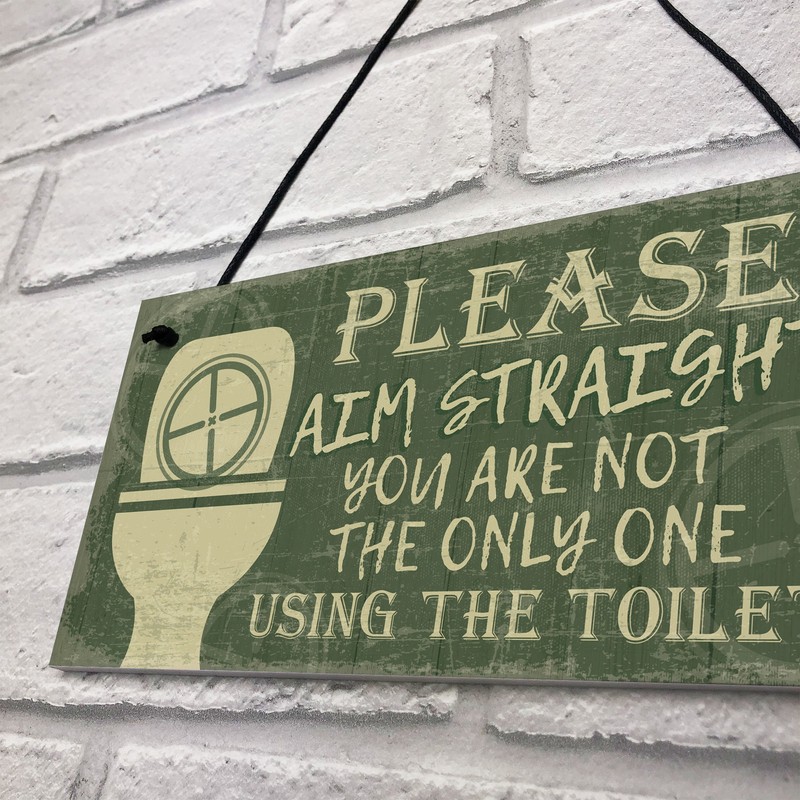 PLEASE
AIM STRAIGHT
YOU ARE NOT
THE ONLY ONE
USING THE TOILET